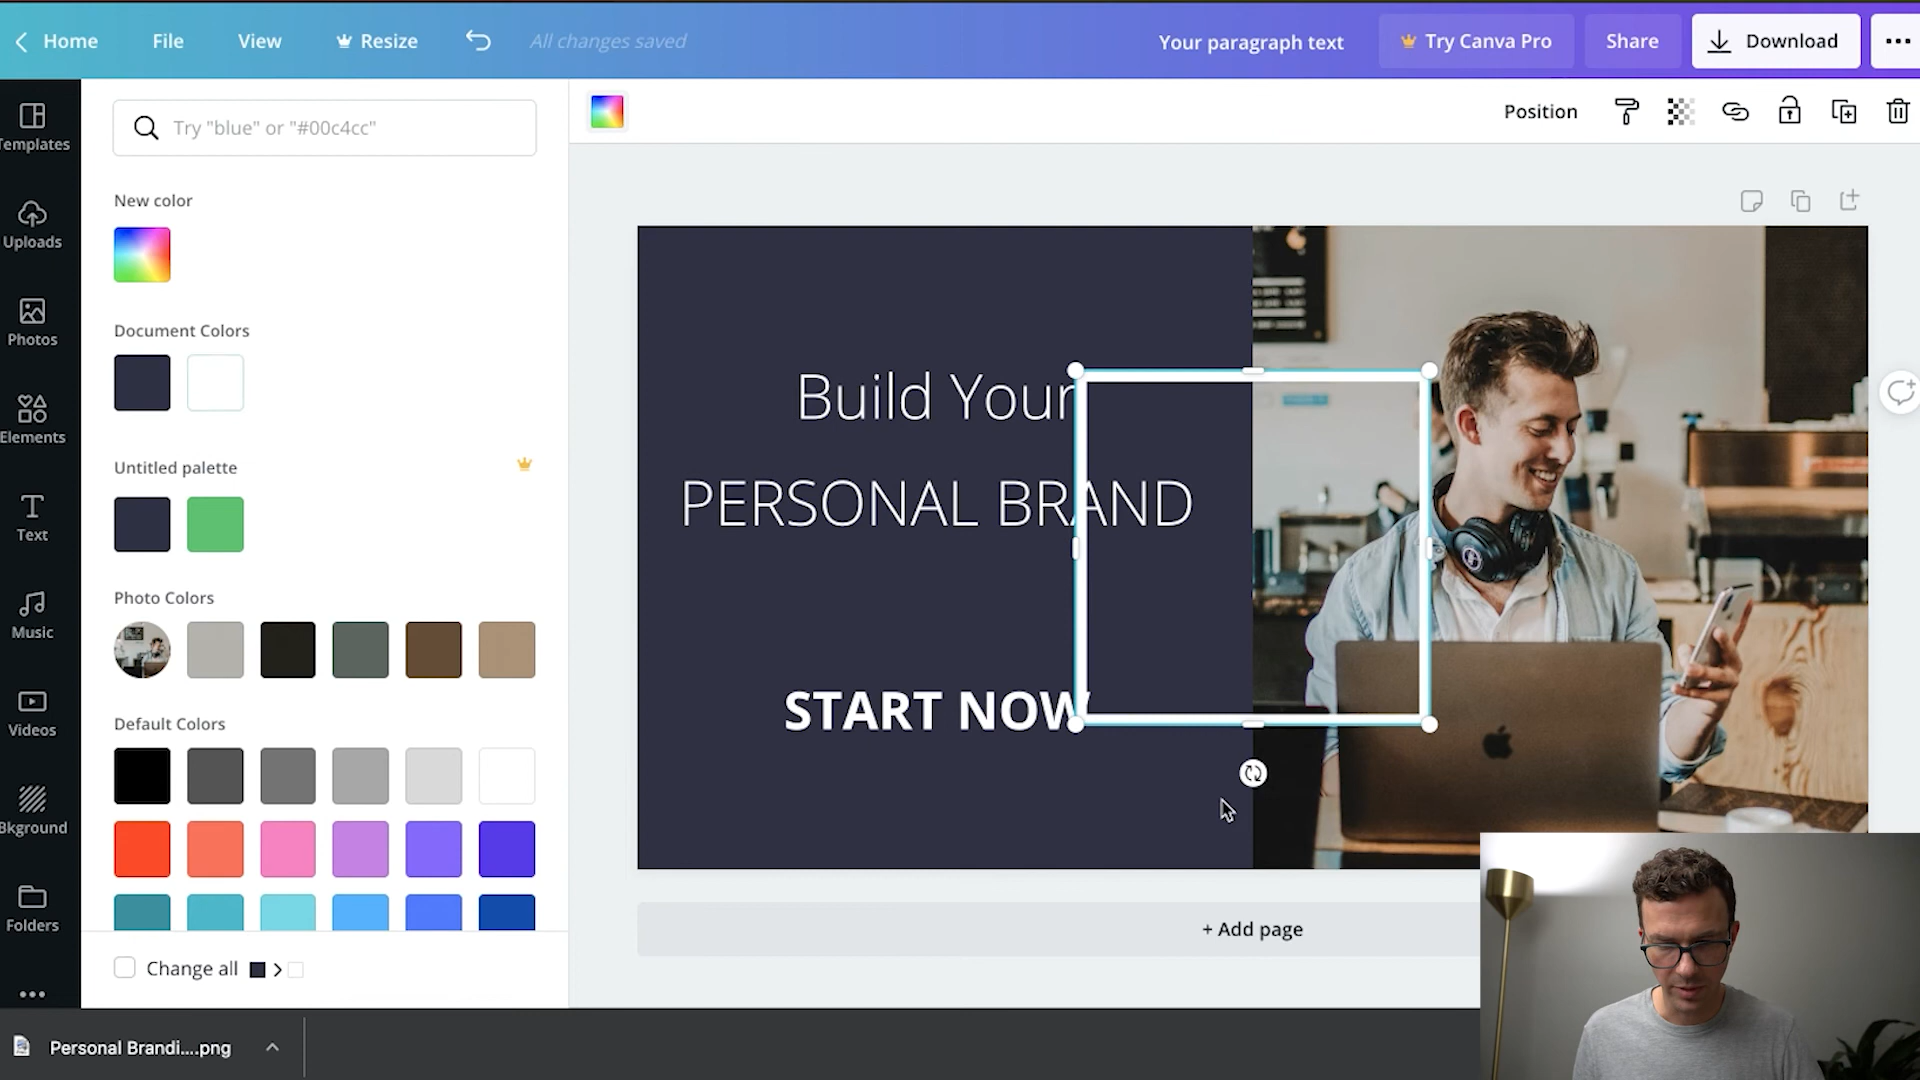 Home File View Resize All changes saved Your paragraph text Try Canva Pro Share Download
Try "blue" or "#00c4cc"
Position
Templates
New color
Uploads
Document Colors
Photos
Build Your
Elements
Untitled palette
PERSONAL BRAND
Text
Photo Colors
Music
START NOW
Default Colors
Videos
Bkground
Folders
+ Add page
Change all
Personal Brandi....png